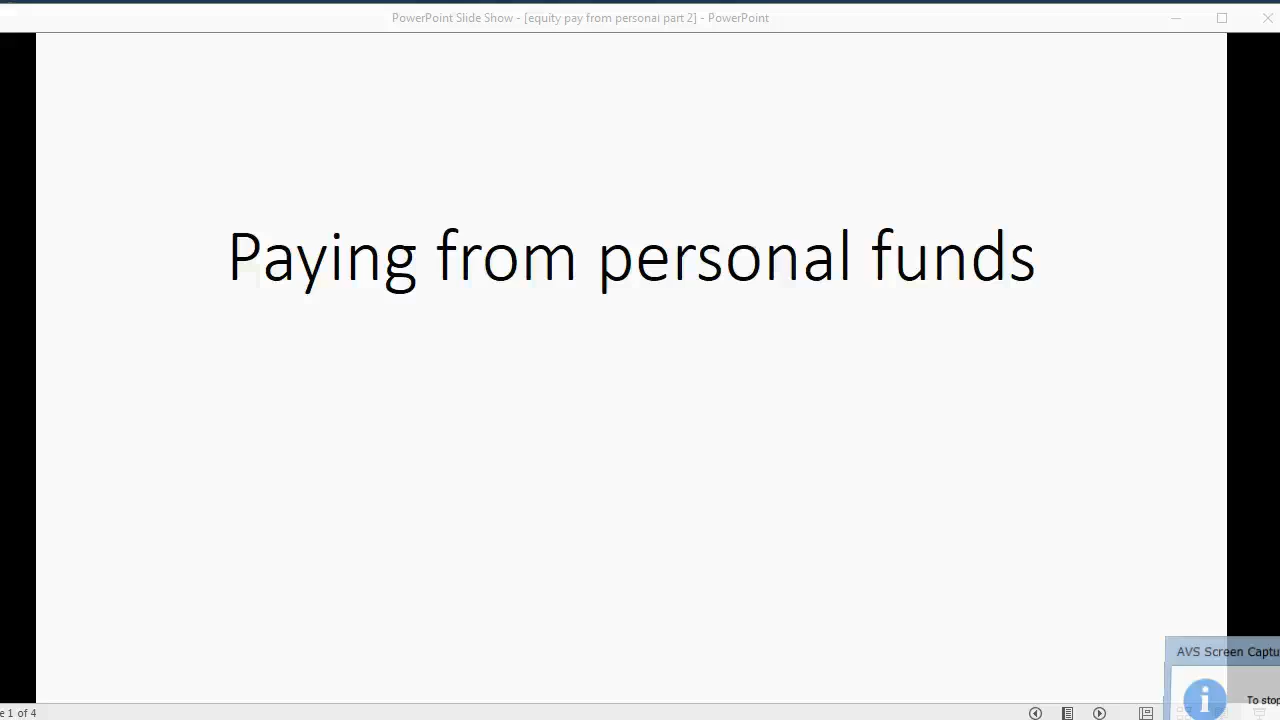 PowerPoint Slide Show - [equity pay from personal part 2] - PowerPoint
Paying from personal funds
AVS Screen Captu
To stop
e 1 of 4